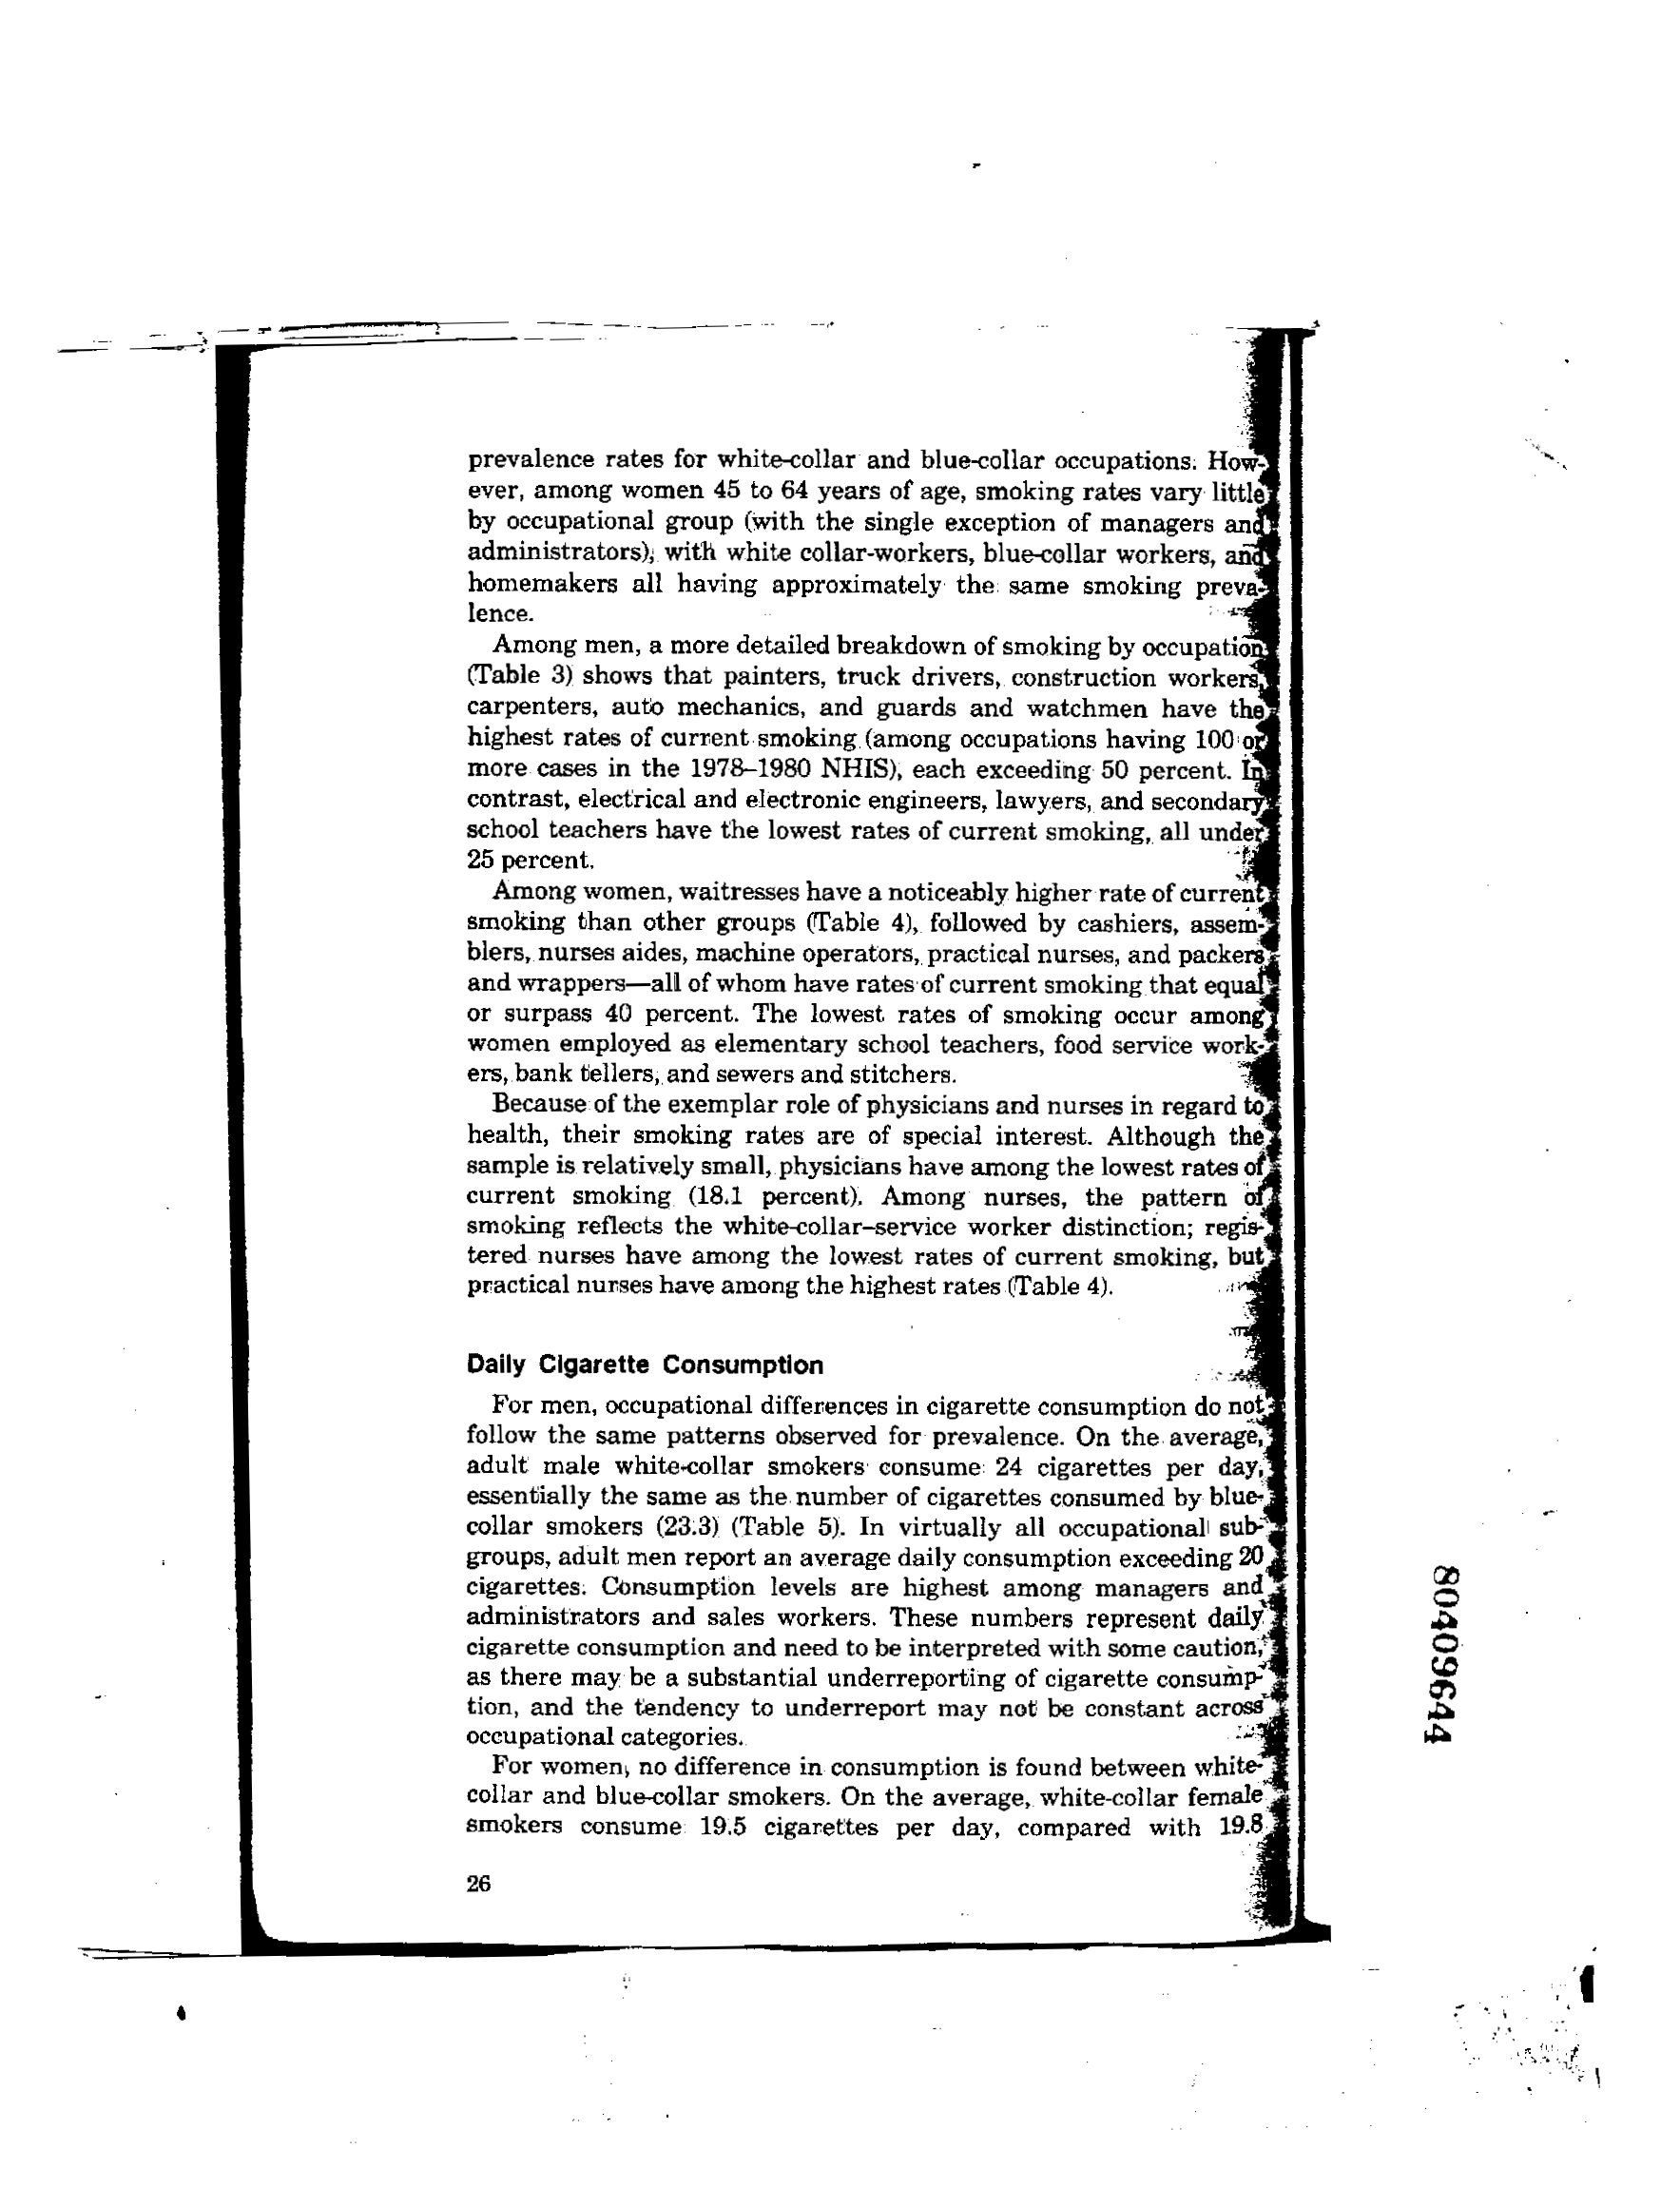 prevalence rates for white-collar and blue-collar occupations. How-
ever, among women 45 to 64 years of age, smoking rates vary little
by occupational group (with the single exception of managers and
administrators), with white collar-workers, blue-collar workers, and
homemakers all having approximately the same smoking preva-
lence.
Among men, a more detailed breakdown of smoking by occupation
(Table 3) shows that painters, truck drivers, construction workers,
carpenters, auto mechanics, and guards and watchmen have the
highest rates of current smoking (among occupations having 100 or
more cases in the 1978–1980 NHIS), each exceeding 50 percent. In
contrast, electrical and electronic engineers, lawyers, and secondary
school teachers have the lowest rates of current smoking, all under
25 percent.
Among women, waitresses have a noticeably higher rate of current
smoking than other groups (Table 4), followed by cashiers, assem-
blers, nurses aides, machine operators, practical nurses, and packers
and wrappers—all of whom have rates of current smoking that equal
or surpass 40 percent. The lowest rates of smoking occur among
women employed as elementary school teachers, food service work-
ers, bank tellers, and sewers and stitchers.
Because of the exemplar role of physicians and nurses in regard to
health, their smoking rates are of special interest. Although the
sample is relatively small, physicians have among the lowest rates of
current smoking (18.1 percent). Among nurses, the pattern of
smoking reflects the white-collar–service worker distinction; regis-
tered nurses have among the lowest rates of current smoking, but
practical nurses have among the highest rates (Table 4).
Daily Cigarette Consumption
For men, occupational differences in cigarette consumption do not
follow the same patterns observed for prevalence. On the average,
adult male white-collar smokers consume 24 cigarettes per day,
essentially the same as the number of cigarettes consumed by blue-
collar smokers (23.3) (Table 5). In virtually all occupational sub-
groups, adult men report an average daily consumption exceeding 20
cigarettes. Consumption levels are highest among managers and
administrators and sales workers. These numbers represent daily
cigarette consumption and need to be interpreted with some caution,
as there may be a substantial underreporting of cigarette consump-
tion, and the tendency to underreport may not be constant across
occupational categories.
For women, no difference in consumption is found between white-
collar and blue-collar smokers. On the average, white-collar female
smokers consume 19.5 cigarettes per day, compared with 19.8
26
80409644